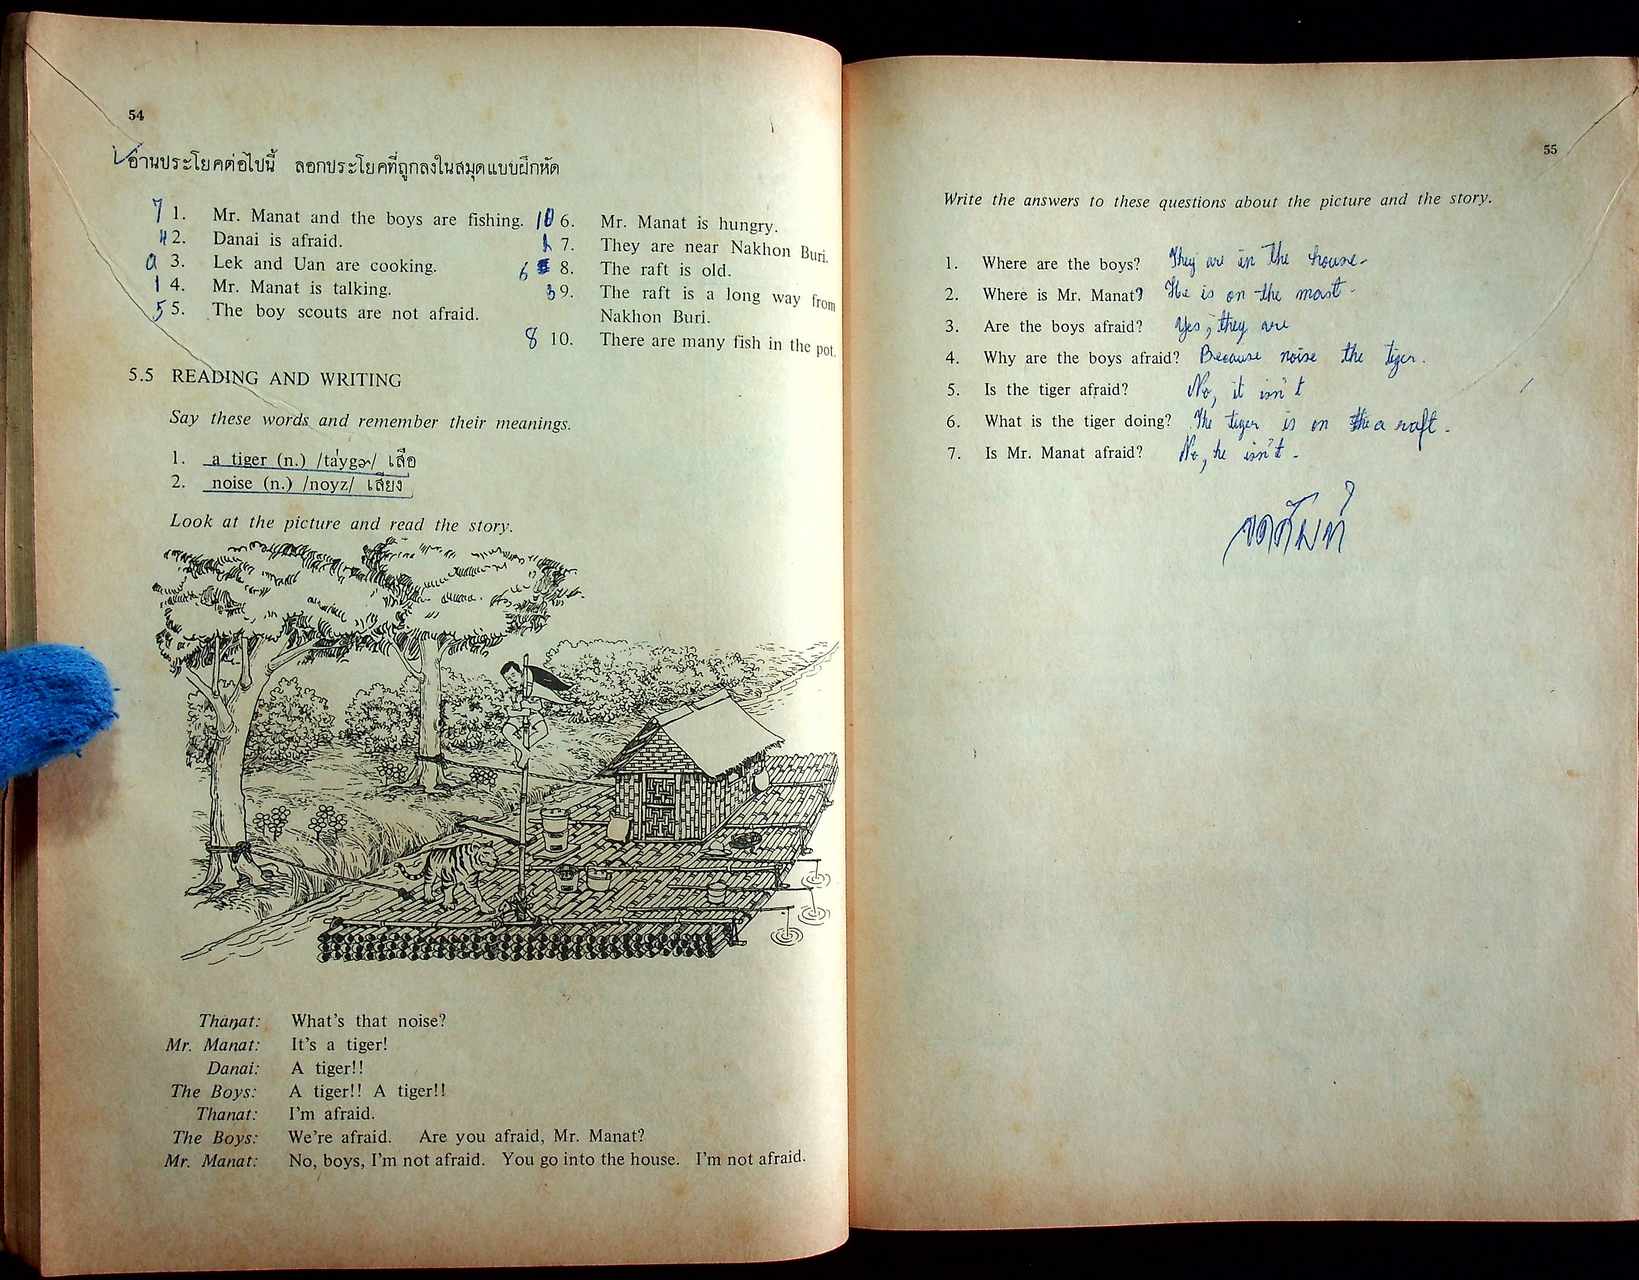 54
อ่านประโยคต่อไปนี้ ลอกประโยคที่ถูกลงในสมุดแบบฝึกหัด
7 1. Mr. Manat and the boys are fishing.
2. Danai is afraid.
3. Lek and Uan are cooking.
1 4. Mr. Manat is talking.
5 5. The boy scouts are not afraid.
10 6. Mr. Manat is hungry.
7. They are near Nakhon Buri.
6 8. The raft is old.
3 9. The raft is a long way from
Nakhon Buri.
8 10. There are many fish in the pot.
5.5 READING AND WRITING
Say these words and remember their meanings.
1. a tiger (n.) /táygər/ เสือ
2. noise (n.) /noyz/ เสียง
Look at the picture and read the story.
Thanat: What's that noise?
Mr. Manat: It's a tiger!
Danai: A tiger!!
The Boys: A tiger!! A tiger!!
Thanat: I'm afraid.
The Boys: We're afraid. Are you afraid, Mr. Manat?
Mr. Manat: No, boys, I'm not afraid. You go into the house. I'm not afraid.
55
Write the answers to these questions about the picture and the story.
1. Where are the boys? They are in the house.
2. Where is Mr. Manat? He is on the mast.
3. Are the boys afraid? Yes, they are
4. Why are the boys afraid? Because noise the tiger.
5. Is the tiger afraid? No, it isn't
6. What is the tiger doing? The tiger is on the a raft.
7. Is Mr. Manat afraid? No, he isn't.